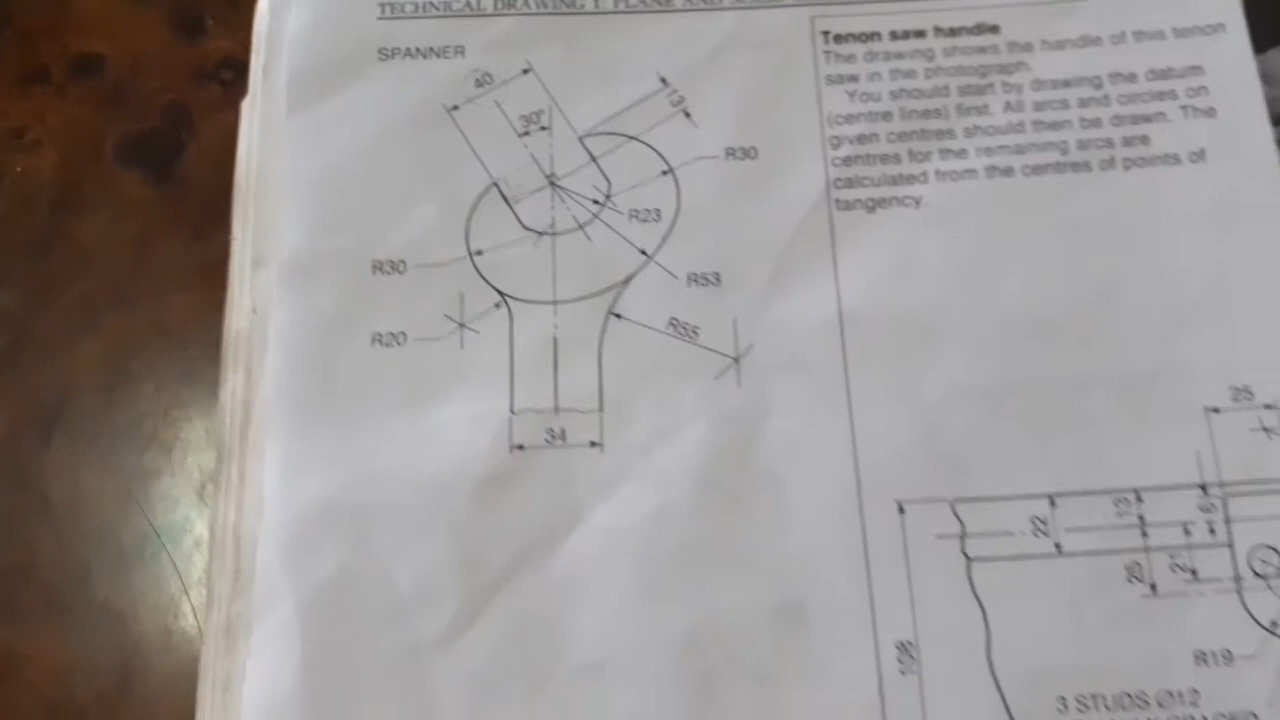 TECHNICAL DRAWING 1: PLANE AND
SPANNER
40
30°
13
R30
R23
R30
R53
R20
R55
34
Tenon saw handle
The drawing shows the handle of this tenon
saw in the photograph.
You should start by drawing the datum
(centre lines) first. All arcs and circles on
given centres should then be drawn. The
centres for the remaining arcs are
calculated from the centres of points of
tangency.
25
22
13
6
R19
3 STUDS Ø12